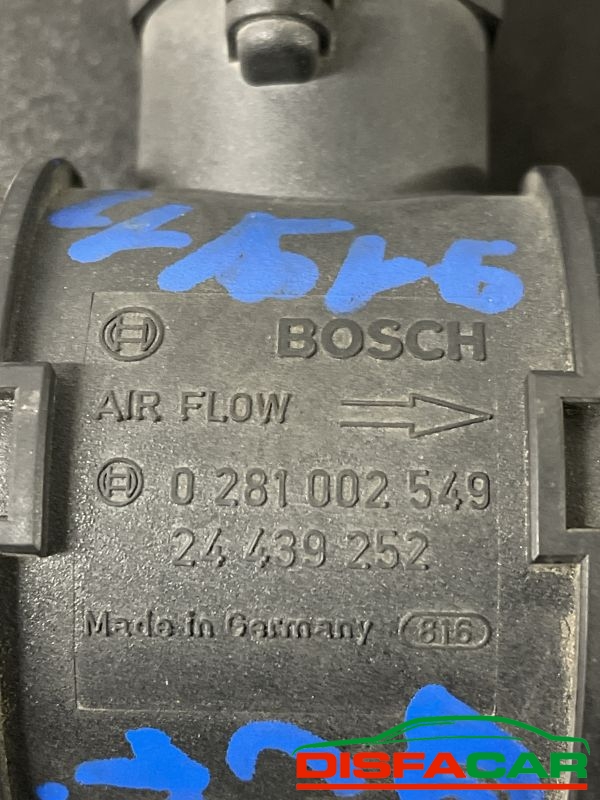 BOSCH
AIR FLOW
0 281 002 549
24 439 252
Made in Germany 816
DISFACAR